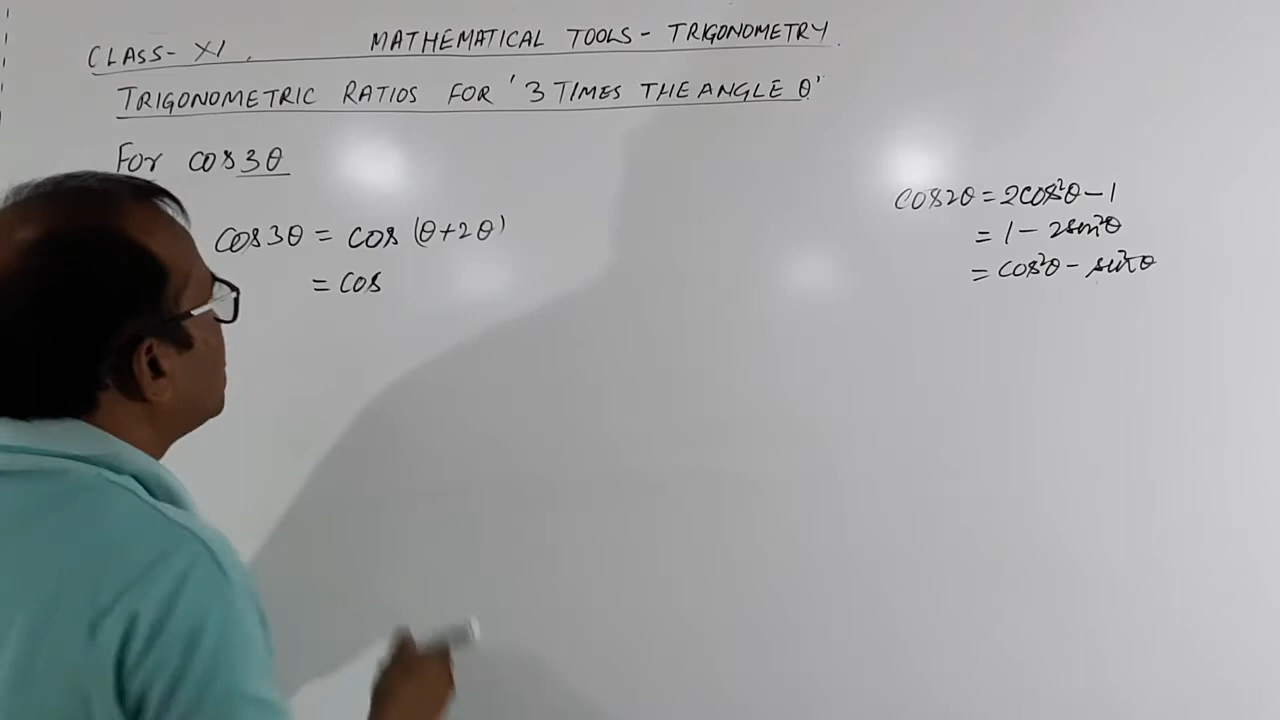 CLASS- XI. MATHEMATICAL TOOLS - TRIGONOMETRY.
TRIGONOMETRIC RATIOS FOR '3 TIMES THE ANGLE θ'
For cos3θ
cos3θ = cos(θ+2θ)
= cos
cos2θ = 2cos²θ - 1
= 1 - 2sin²θ
= cos²θ - sin²θ